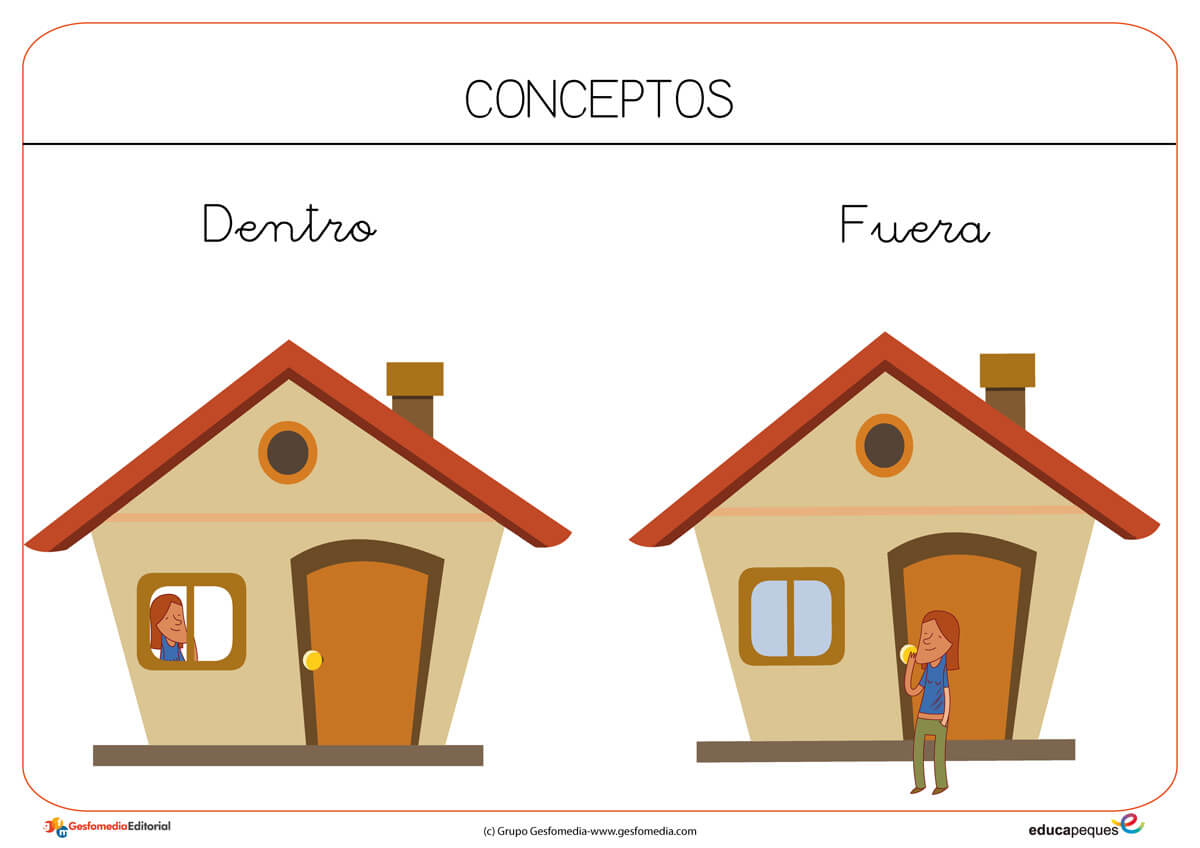 CONCEPTOS
Dentro
Fuera
GesfomediaEditorial
(c) Grupo Gesfomedia-www.gesfomedia.com
educapeques